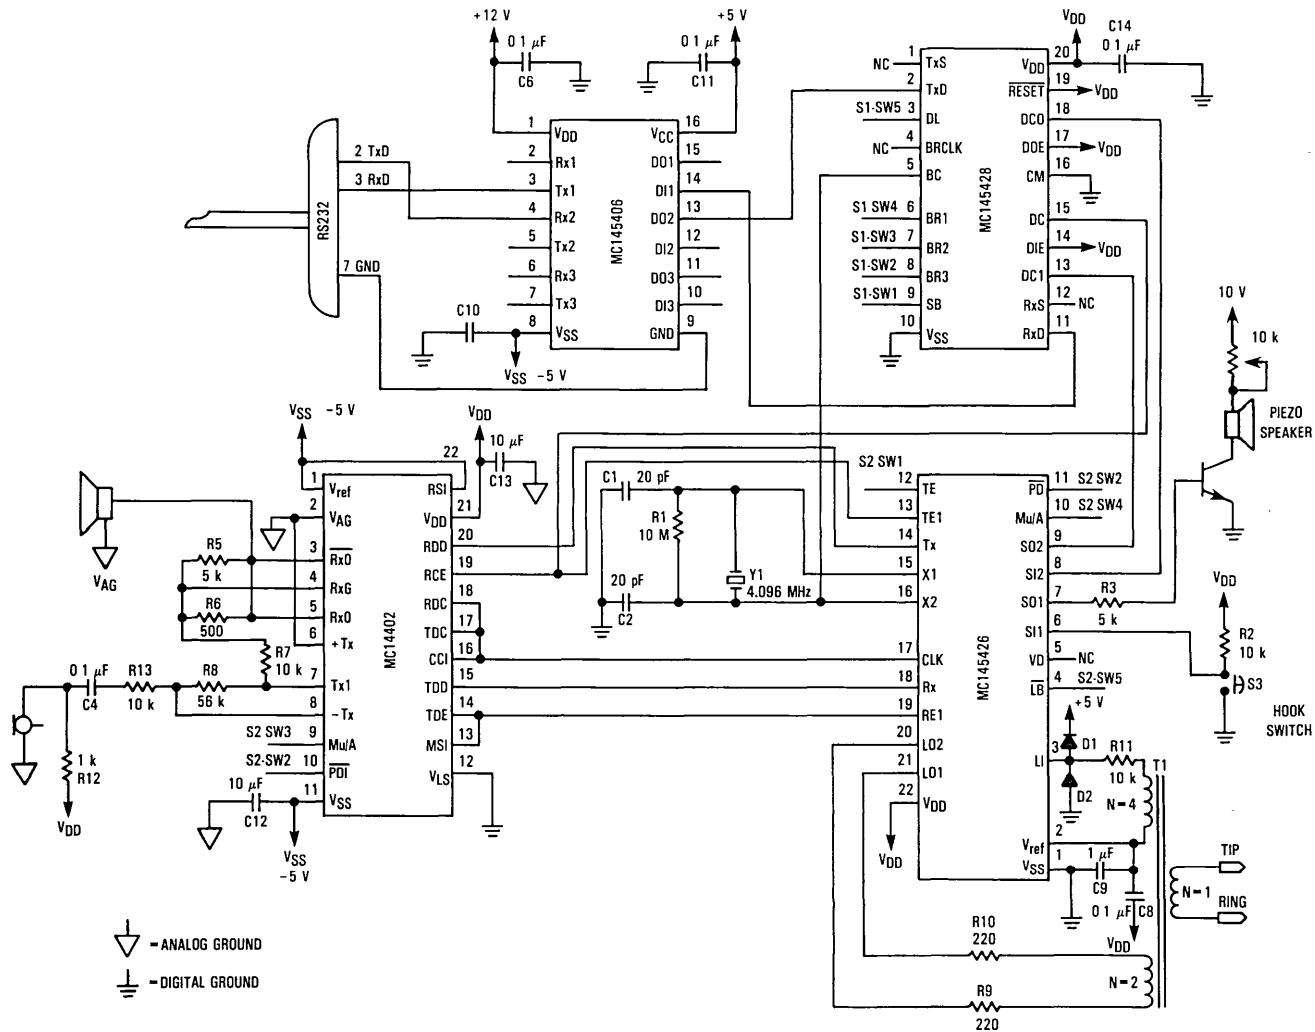 +12 V
+5 V
0 1 µF
C6
0 1 µF
C11
VDD
C14
0 1 µF
RS232
2 TxD
3 RxD
7 GND
MC145406
1 VDD
2 Rx1
3 Tx1
4 Rx2
5 Tx2
6 Rx3
7 Tx3
8 VSS
16 VCC
15 DO1
14 DI1
13 DO2
12 DI2
11 DO3
10 DI3
9 GND
C10
VSS -5 V
MC145428
NC 1 TxS
2 TxD
S1-SW5 3 DL
NC 4 BRCLK
5 BC
S1 SW4 6 BR1
S1-SW3 7 BR2
S1-SW2 8 BR3
S1-SW1 9 SB
10 VSS
20 VDD
19 RESET VDD
18 DCO
17 DOE VDD
16 CM
15 DC
14 DIE VDD
13 DC1
12 RxS NC
11 RxD
10 V
10 k
PIEZO
SPEAKER
VSS -5 V
VDD
10 µF
C13
MC14402
1 Vref
2 VAG
3 RxO
4 RxG
5 RxO
6 +Tx
7 Tx1
8 -Tx
S2 SW3 9 Mu/A
S2-SW2 10 PDI
11 VSS
22 RSI
21 VDD
20 RDD
19 RCE
18 RDC
17 TDC
16 CCI
15 TDD
14 TDE
13 MSI
12 VLS
VAG
R5
5 k
R6
500
R7
10 k
0 1 µF
C4
R13
10 k
R8
56 k
1 k
R12
VDD
10 µF
C12
VSS
-5 V
C1 20 pF
R1
10 M
20 pF
C2
Y1
4.096 MHz
MC145426
S2 SW1 12 TE
13 TE1
14 Tx
15 X1
16 X2
17 CLK
18 Rx
19 RE1
20 LO2
21 LO1
22 VDD
VDD
11 PD S2 SW2
10 Mu/A S2 SW4
9 SO2
8 SI2
7 SO1
6 SI1
5 VD NC
4 LB S2-SW5
3 LI
2 Vref
1 VSS
R3
5 k
VDD
R2
10 k
S3
HOOK
SWITCH
+5 V
D1
D2
R11
10 k
T1
N=4
1 µF
C9
0 1 µF C8
VDD
TIP
N=1
RING
R10
220
R9
220
N=2
=ANALOG GROUND
=DIGITAL GROUND